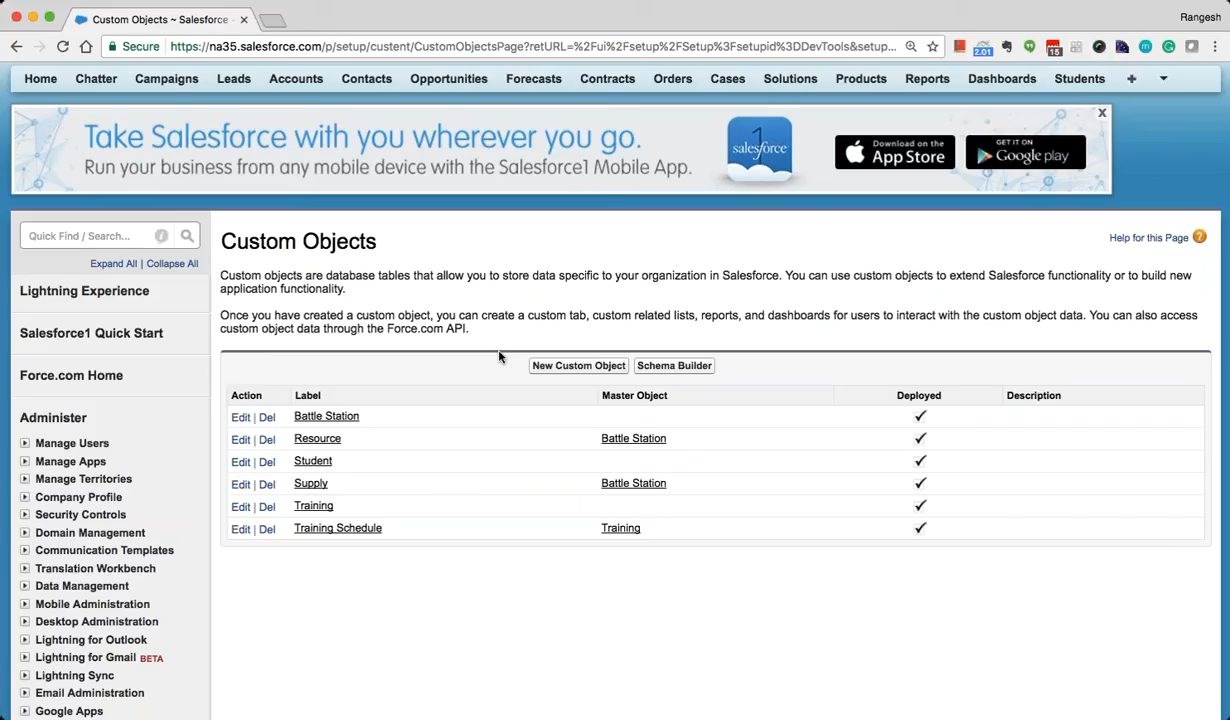 Custom Objects ~ Salesforce -
Rangesh
Secure https://na35.salesforce.com/p/setup/custent/CustomObjectsPage?retURL=%2Fui%2Fsetup%2FSetup%3Fsetupid%3DDevTools&setup...
2.01
15
Home Chatter Campaigns Leads Accounts Contacts Opportunities Forecasts Contracts Orders Cases Solutions Products Reports Dashboards Students +
Take Salesforce with you wherever you go.
Run your business from any mobile device with the Salesforce1 Mobile App.
1
salesforce
Download on the
App Store
GET IT ON
Google play
X
Quick Find / Search... i
Expand All | Collapse All
Lightning Experience
Salesforce1 Quick Start
Force.com Home
Administer
Manage Users
Manage Apps
Manage Territories
Company Profile
Security Controls
Domain Management
Communication Templates
Translation Workbench
Data Management
Mobile Administration
Desktop Administration
Lightning for Outlook
Lightning for Gmail BETA
Lightning Sync
Email Administration
Google Apps
Custom Objects
Help for this Page ?
Custom objects are database tables that allow you to store data specific to your organization in Salesforce. You can use custom objects to extend Salesforce functionality or to build new
application functionality.
Once you have created a custom object, you can create a custom tab, custom related lists, reports, and dashboards for users to interact with the custom object data. You can also access
custom object data through the Force.com API.
New Custom Object Schema Builder
Action Label Master Object Deployed Description
Edit | Del Battle Station
Edit | Del Resource Battle Station
Edit | Del Student
Edit | Del Supply Battle Station
Edit | Del Training
Edit | Del Training Schedule Training